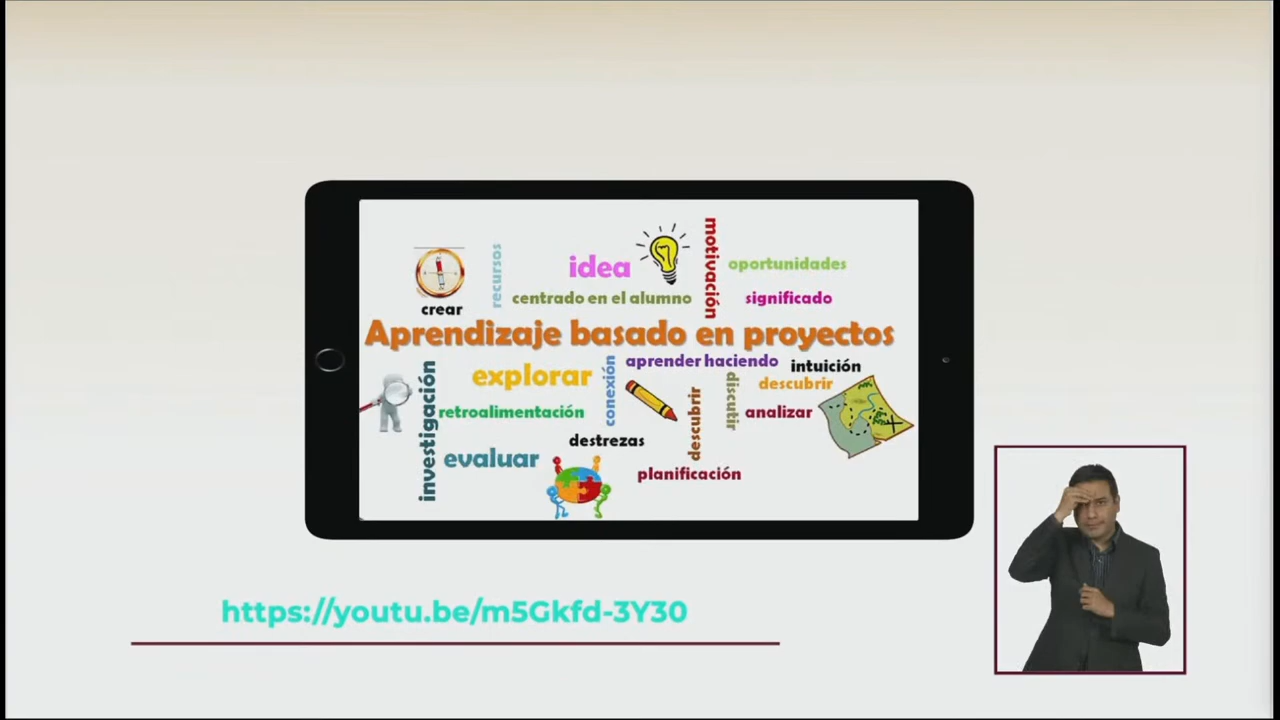 recursos
idea
motivación
oportunidades
centrado en el alumno
significado
crear
Aprendizaje basado en proyectos
aprender haciendo
intuición
explorar
conexión
discutir
descubrir
investigación
retroalimentación
descubrir
analizar
destrezas
evaluar
planificación
https://youtu.be/m5Gkfd-3Y30